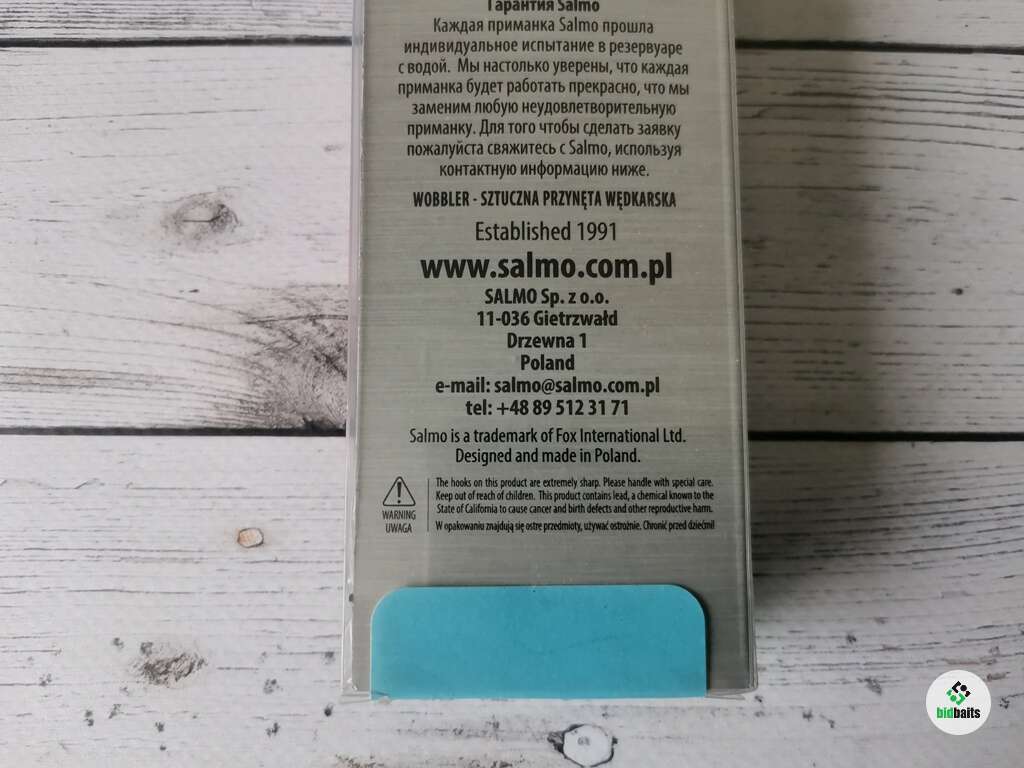 Гарантия Salmo
Каждая приманка Salmo прошла
индивидуальное испытание в резервуаре
с водой. Мы настолько уверены, что каждая
приманка будет работать прекрасно, что мы
заменим любую неудовлетворительную
приманку. Для того чтобы сделать заявку
пожалуйста свяжитесь с Salmo, используя
контактную информацию ниже.
WOBBLER - SZTUCZNA PRZYNĘTA WĘDKARSKA
Established 1991
www.salmo.com.pl
SALMO Sp. z o.o.
11-036 Gietrzwałd
Drzewna 1
Poland
e-mail: salmo@salmo.com.pl
tel: +48 89 512 31 71
Salmo is a trademark of Fox International Ltd.
Designed and made in Poland.
WARNING
UWAGA
The hooks on this product are extremely sharp. Please handle with special care.
Keep out of reach of children. This product contains lead, a chemical known to the
State of California to cause cancer and birth defects and other reproductive harm.
W opakowaniu znajdują się ostre przedmioty, używać ostrożnie. Chronić przed dziećmi!
bidbaits